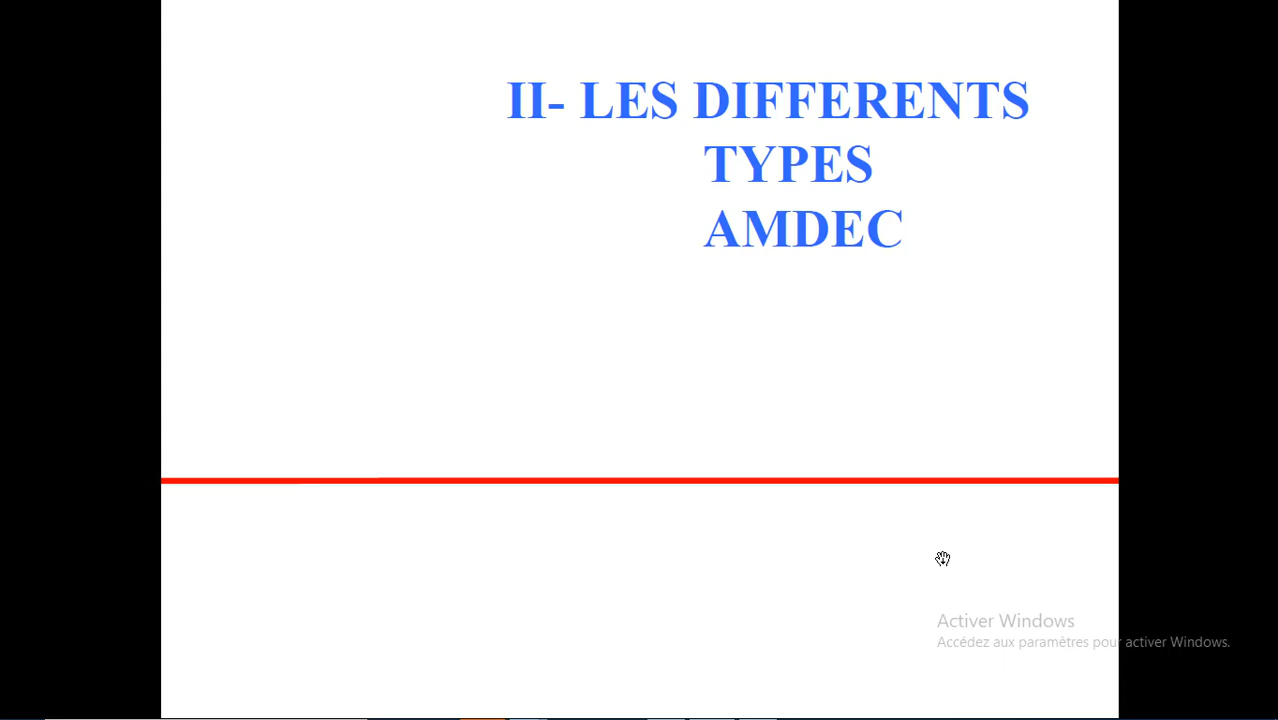 II- LES DIFFERENTS
TYPES
AMDEC
Activer Windows
Accédez aux paramètres pour activer Windows.